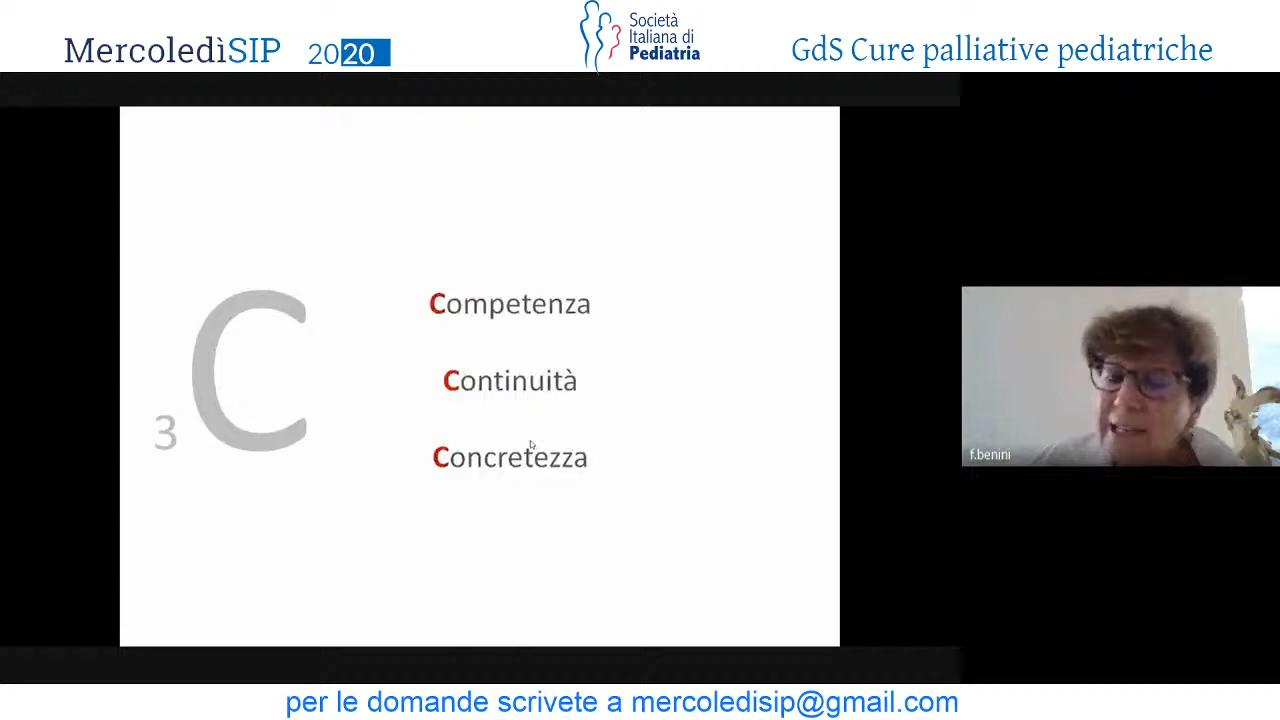 MercoledìSIP 2020
Società
Italiana di
Pediatria
GdS Cure palliative pediatriche
Competenza
Continuità
Concretezza
3 C
f.benini
per le domande scrivete a mercoledisip@gmail.com